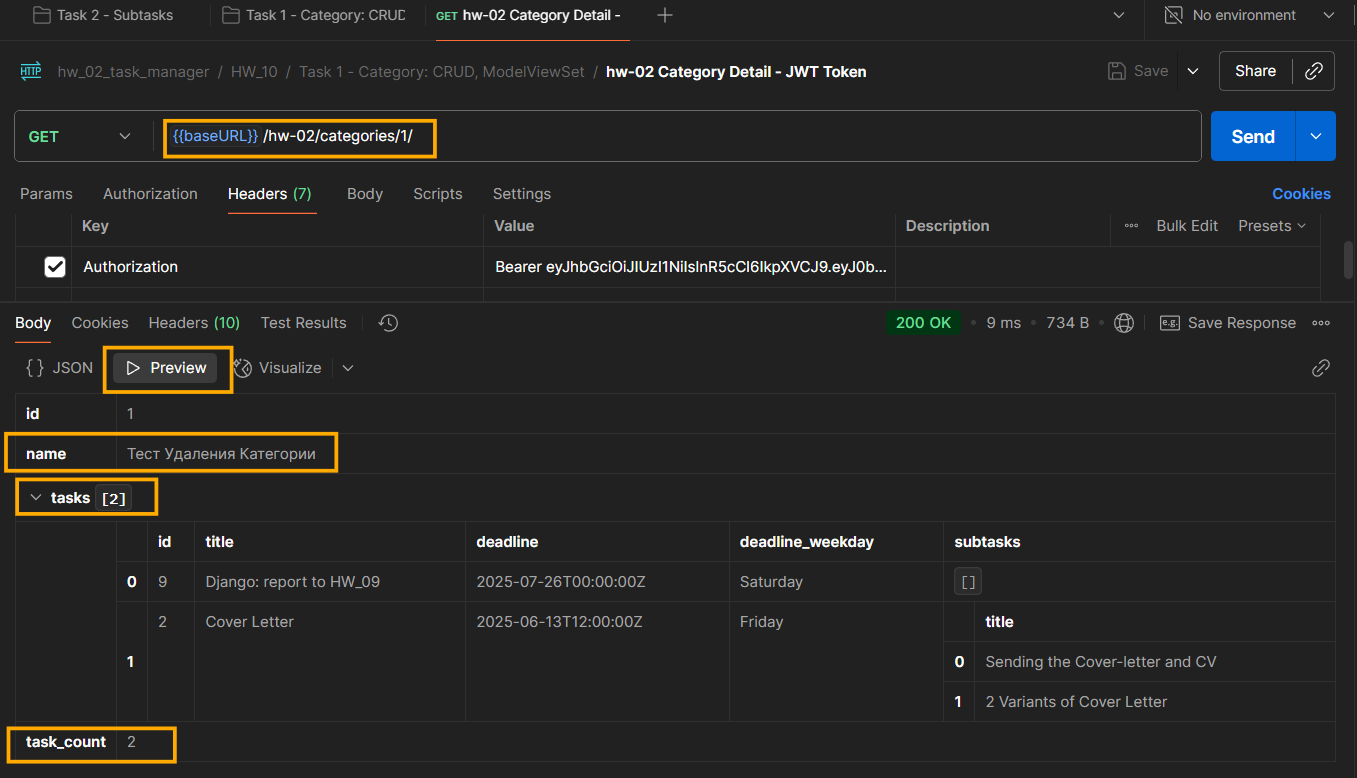 Task 2 - Subtasks
Task 1 - Category: CRUD
GET hw-02 Category Detail -
No environment
HTTP hw_02_task_manager / HW_10 / Task 1 - Category: CRUD, ModelViewSet / hw-02 Category Detail - JWT Token
Save
Share
GET
{{baseURL}} /hw-02/categories/1/
Send
Params Authorization Headers (7) Body Scripts Settings
Cookies
Key Value Description ••• Bulk Edit Presets
Authorization Bearer eyJhbGciOiJIUzI1NiIsInR5cCI6IkpXVCJ9.eyJ0b...
Body Cookies Headers (10) Test Results
200 OK • 9 ms • 734 B • e.g. Save Response •••
{} JSON Preview Visualize
id 1
name Тест Удаления Категории
tasks [2]
id title deadline deadline_weekday subtasks
0 9 Django: report to HW_09 2025-07-26T00:00:00Z Saturday []
2 Cover Letter 2025-06-13T12:00:00Z Friday title
1 0 Sending the Cover-letter and CV
1 2 Variants of Cover Letter
task_count 2